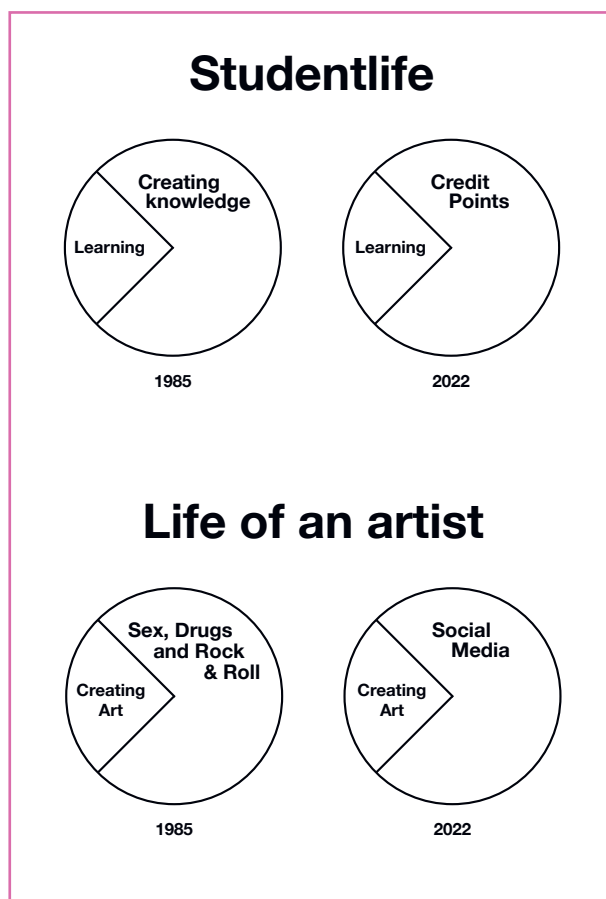 Studentlife
Creating
knowledge
Learning
1985
Credit
Points
Learning
2022
Life of an artist
Sex, Drugs
and Rock
& Roll
Creating
Art
1985
Social
Media
Creating
Art
2022